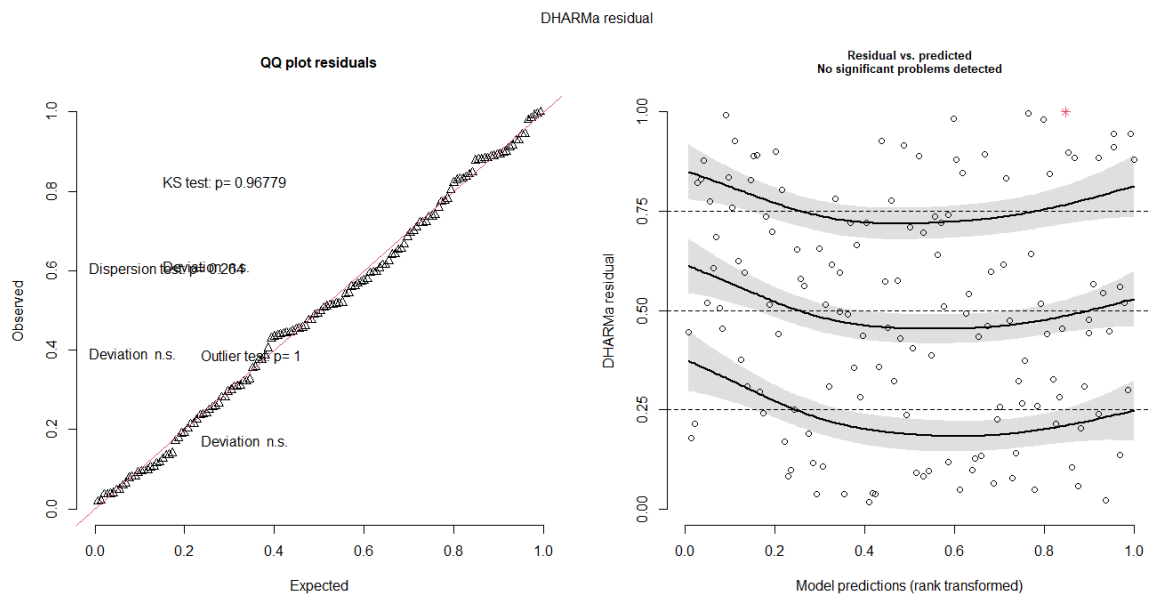 DHARMa residual
QQ plot residuals
KS test: p= 0.96779
Deviation n.s.
Dispersion test: p= 0.264
Deviation n.s.
Outlier test: p= 1
Deviation n.s.
Observed
0.0 0.2 0.4 0.6 0.8 1.0
0.0 0.2 0.4 0.6 0.8 1.0
Expected
Residual vs. predicted
No significant problems detected
DHARMa residual
0.00 0.25 0.50 0.75 1.00
0.0 0.2 0.4 0.6 0.8 1.0
Model predictions (rank transformed)